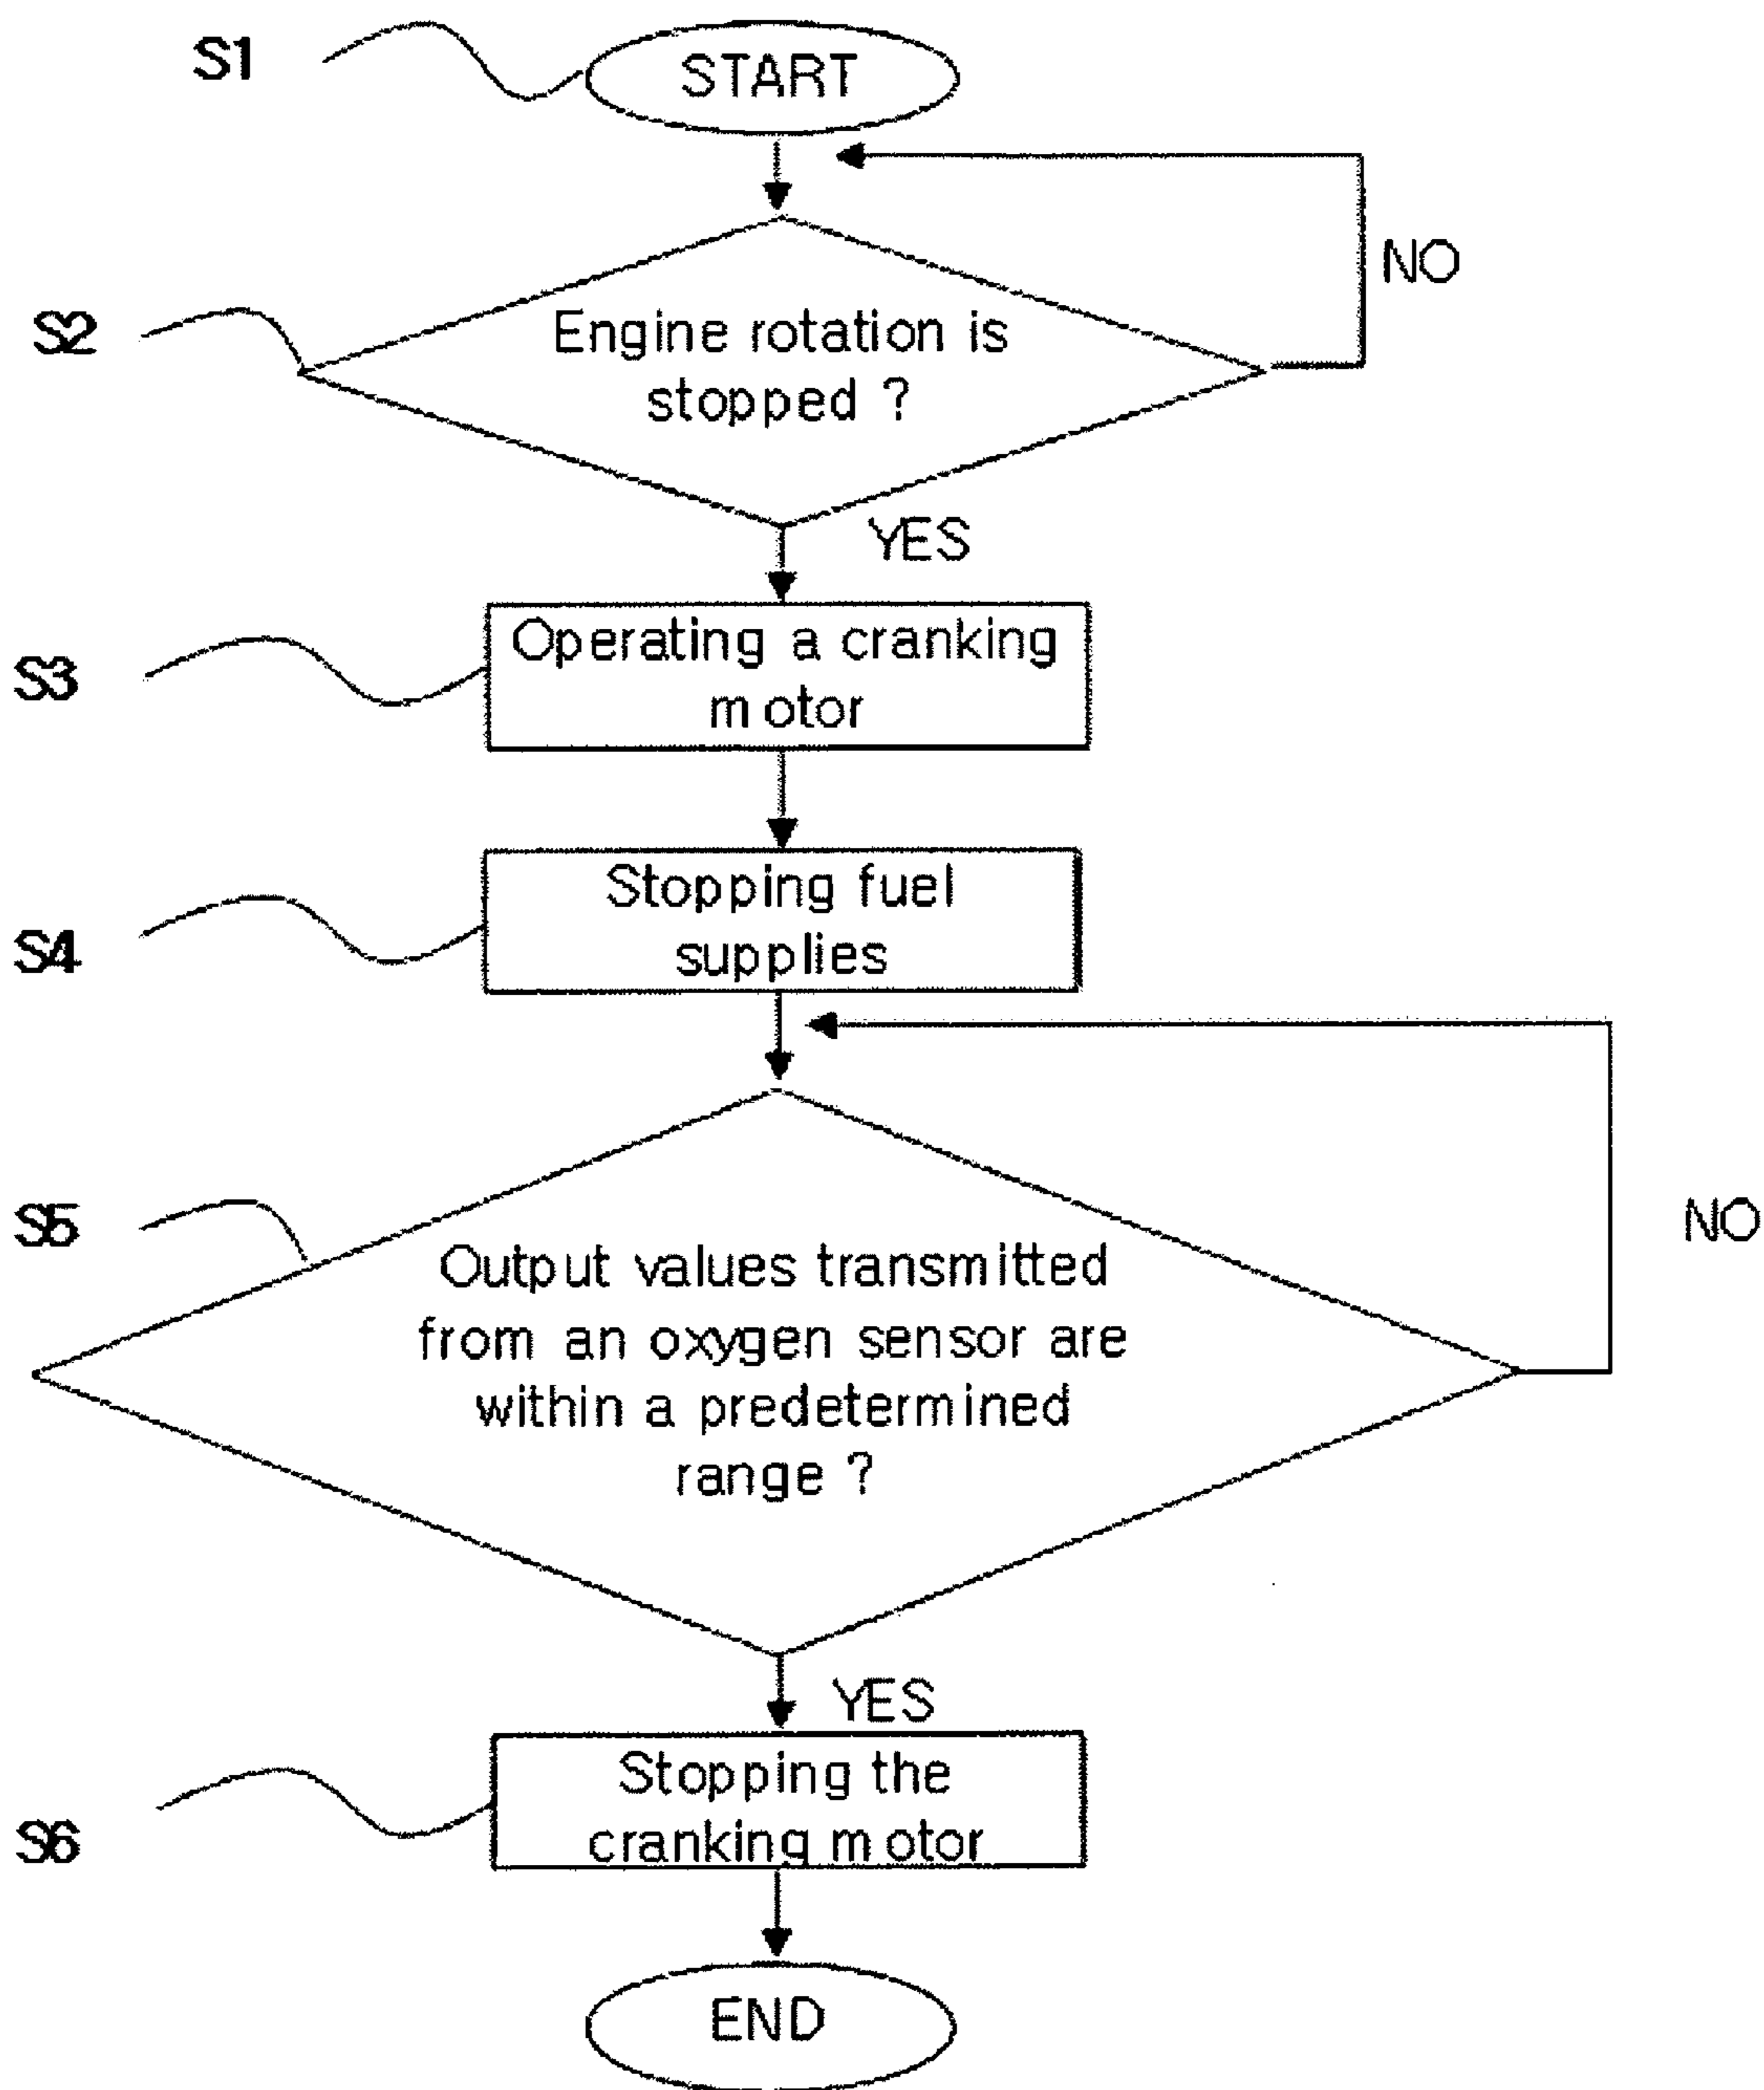 S1
START
NO
S2
Engine rotation is
stopped ?
YES
S3
Operating a cranking
motor
S4
Stopping fuel
supplies
S5
NO
Output values transmitted
from an oxygen sensor are
within a predetermined
range ?
YES
S6
Stopping the
cranking motor
END